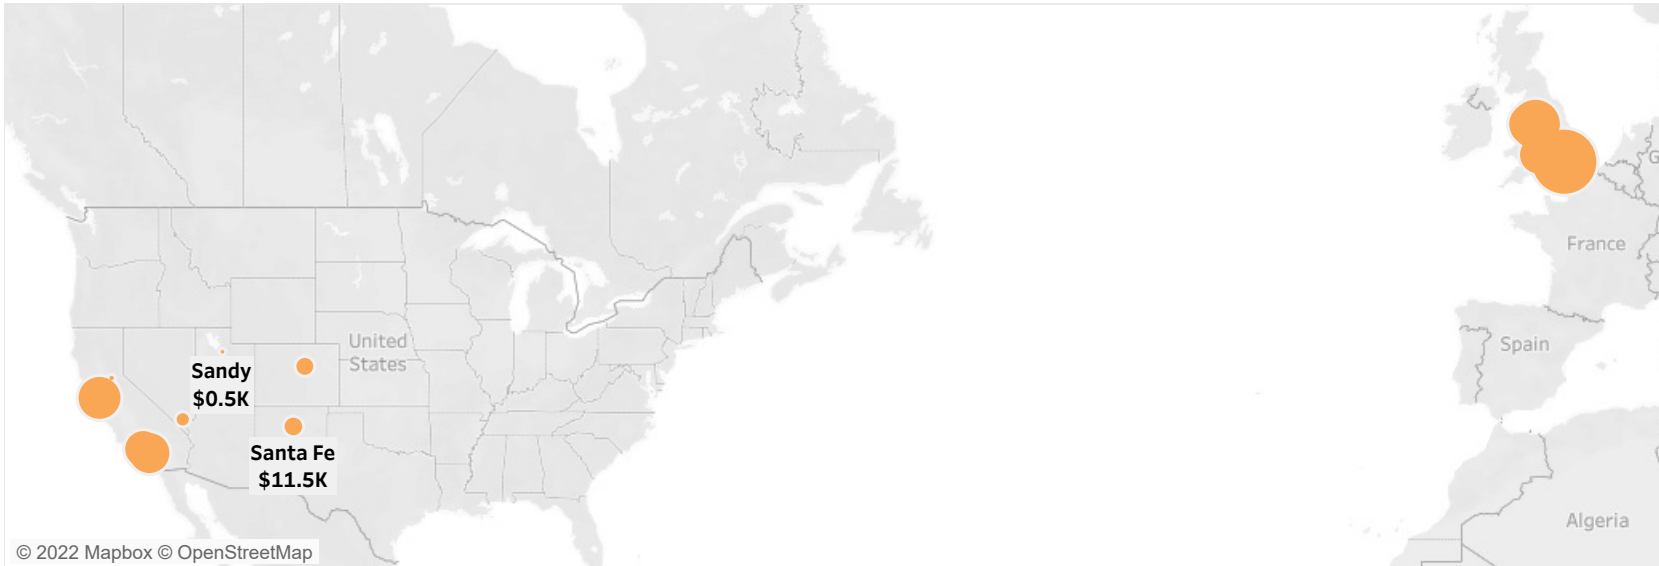 United
States
Sandy
$0.5K
Santa Fe
$11.5K
G
France
Spain
Algeria
© 2022 Mapbox © OpenStreetMap